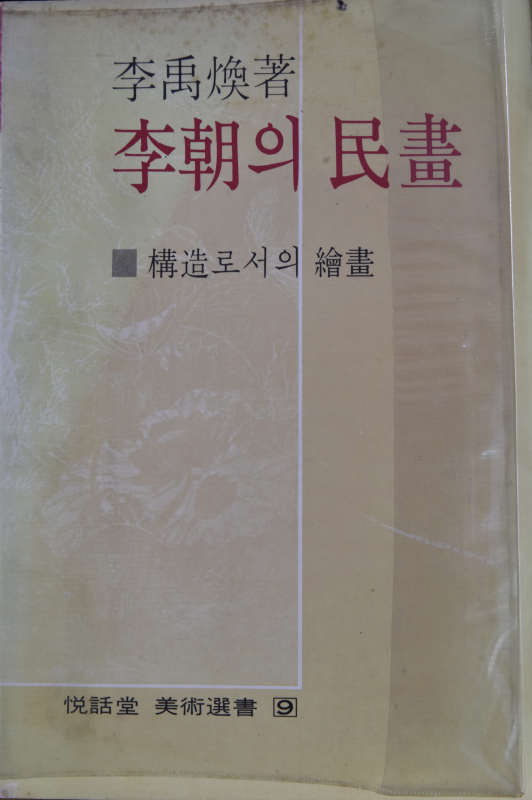 李禹煥著
李朝의 民畫
■ 構造로서의 繪畫
悦話堂 美術選書 9